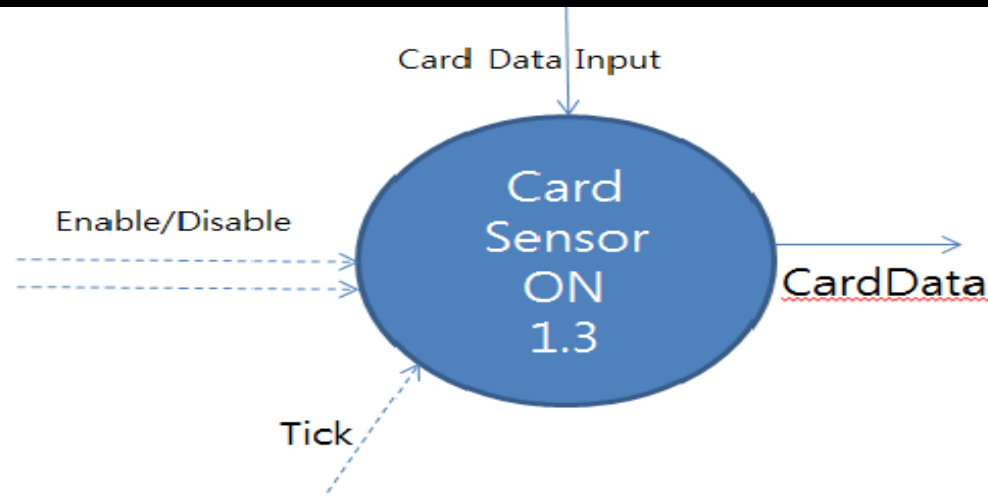 Card Data Input
Card
Sensor
ON
1.3
Enable/Disable
CardData
Tick